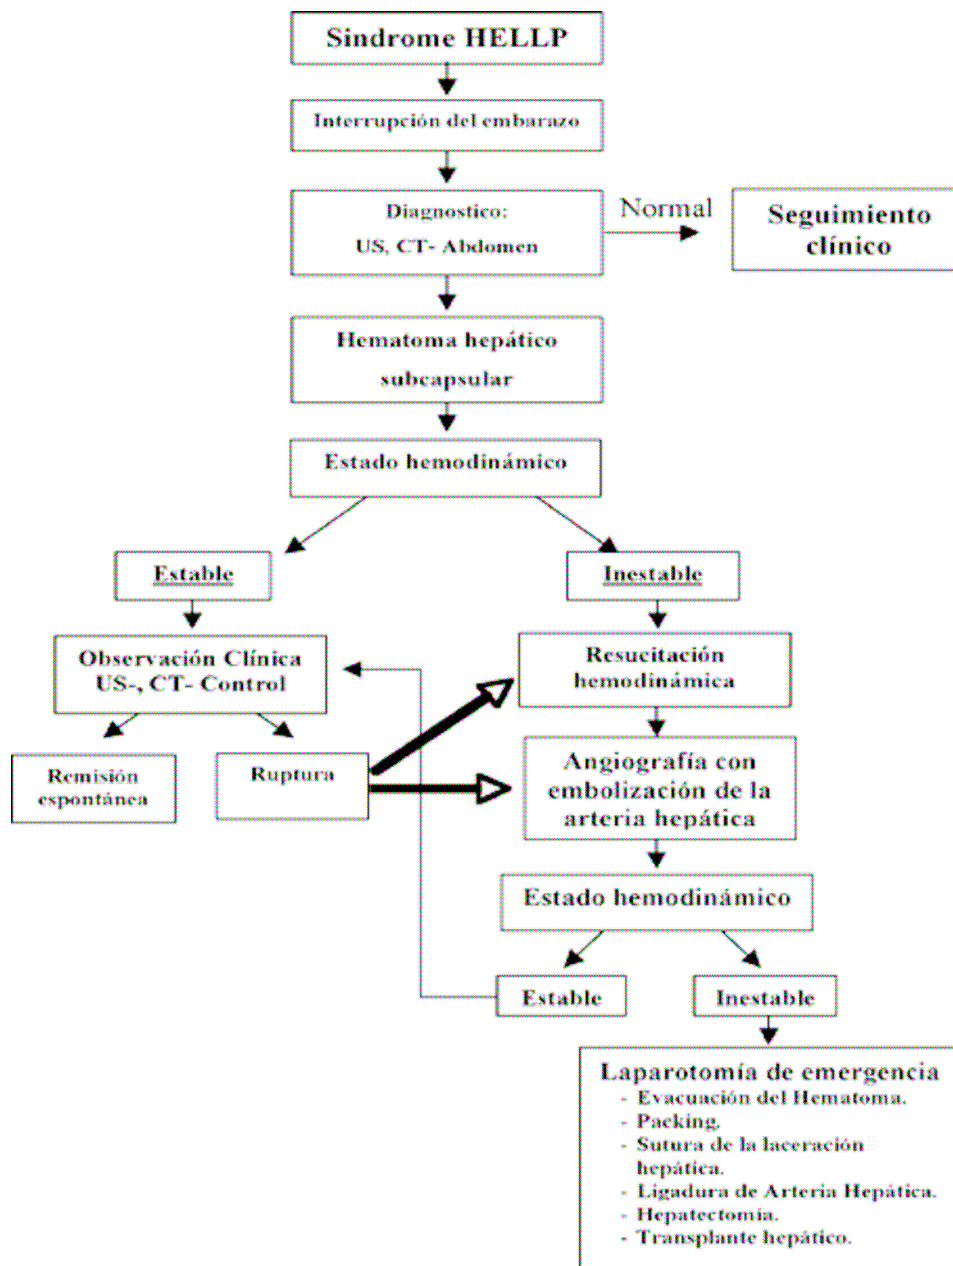 Sindrome HELLP
Interrupción del embarazo
Diagnostico:
US, CT- Abdomen
Normal
Seguimiento
clínico
Hematoma hepático
subcapsular
Estado hemodinámico
Estable
Inestable
Observación Clínica
US-, CT- Control
Resucitación
hemodinámica
Remisión
espontánea
Ruptura
Angiografía con
embolización de la
arteria hepática
Estado hemodinámico
Estable
Inestable
Laparotomía de emergencia
- Evacuación del Hematoma.
- Packing.
- Sutura de la laceración
hepática.
- Ligadura de Arteria Hepática.
- Hepatectomía.
- Transplante hepático.